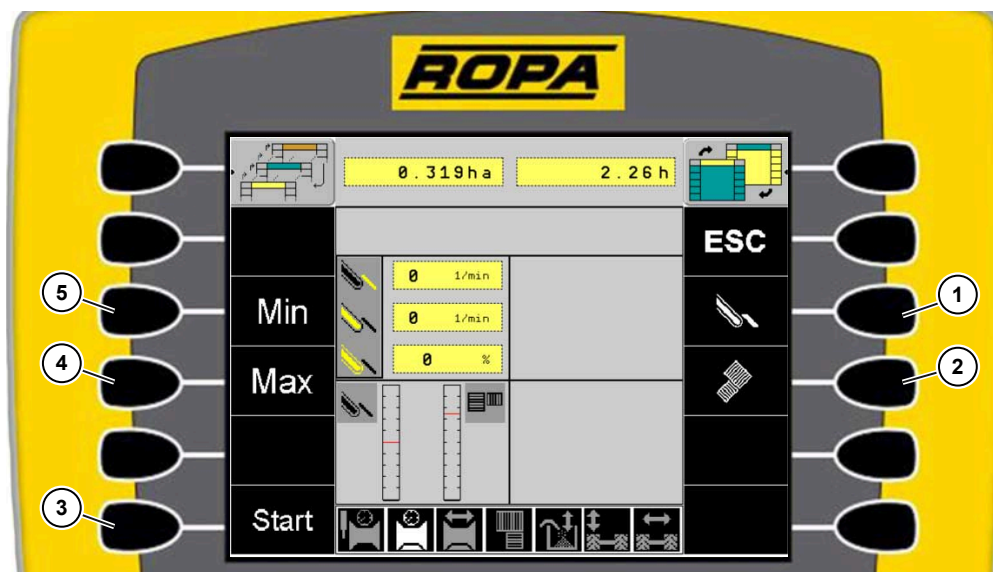 ROPA
0.319ha 2.26h
ESC
0 1/min
5 1
Min 0 1/min
0 %
4 2
Max
3
Start